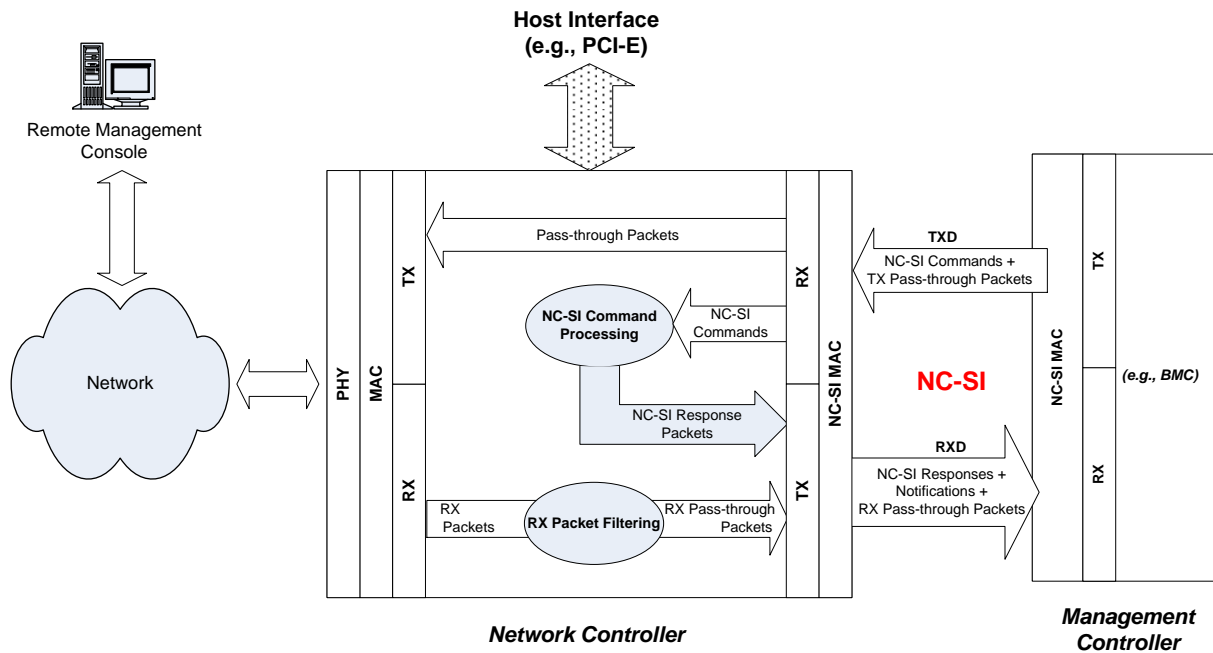 Host Interface
(e.g., PCI-E)
Remote Management
Console
Network
PHY
MAC
TX
RX
Pass-through Packets
NC-SI Command
Processing
NC-SI
Commands
NC-SI Response
Packets
RX
Packets
RX Packet Filtering
RX Pass-through
Packets
RX
TX
NC-SI MAC
TXD
NC-SI Commands +
TX Pass-through Packets
NC-SI
RXD
NC-SI Responses +
Notifications +
RX Pass-through Packets
NC-SI MAC
TX
RX
(e.g., BMC)
Network Controller
Management
Controller